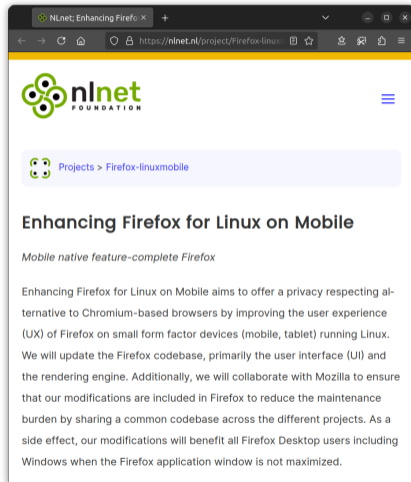 NLnet; Enhancing Firefo
https://nlnet.nl/project/Firefox-linux
nlnet
FOUNDATION
Projects > Firefox-linuxmobile
Enhancing Firefox for Linux on Mobile
Mobile native feature-complete Firefox
Enhancing Firefox for Linux on Mobile aims to offer a privacy respecting al-
ternative to Chromium-based browsers by improving the user experience
(UX) of Firefox on small form factor devices (mobile, tablet) running Linux.
We will update the Firefox codebase, primarily the user interface (UI) and
the rendering engine. Additionally, we will collaborate with Mozilla to ensure
that our modifications are included in Firefox to reduce the maintenance
burden by sharing a common codebase across the different projects. As a
side effect, our modifications will benefit all Firefox Desktop users including
Windows when the Firefox application window is not maximized.